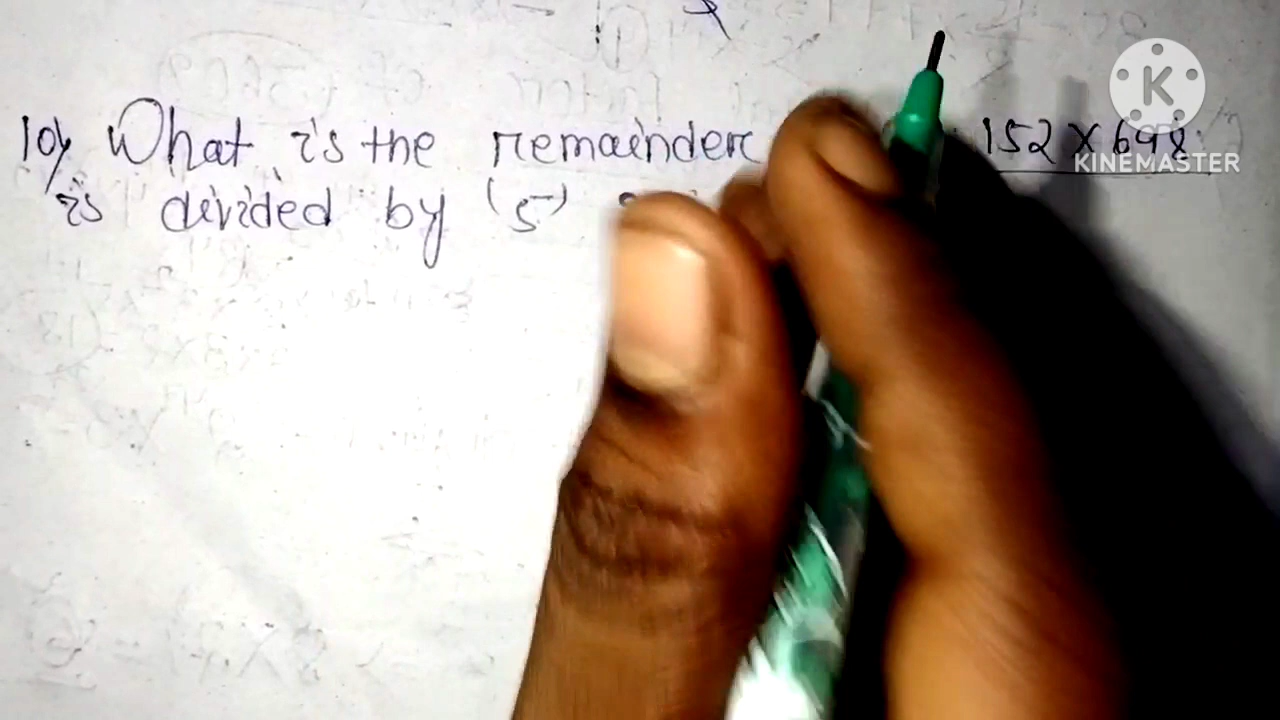 10) What is the remainder 152 X 698
is divided by (5)
KINEMASTER